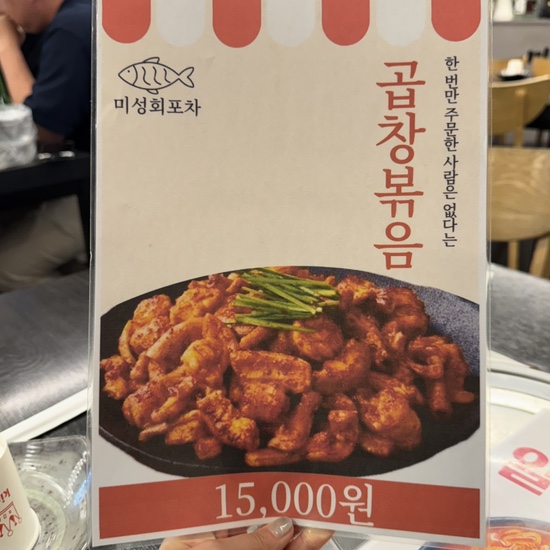 미성회포차
한 번만 주문한 사람은 없다는
곱창볶음
15,000원